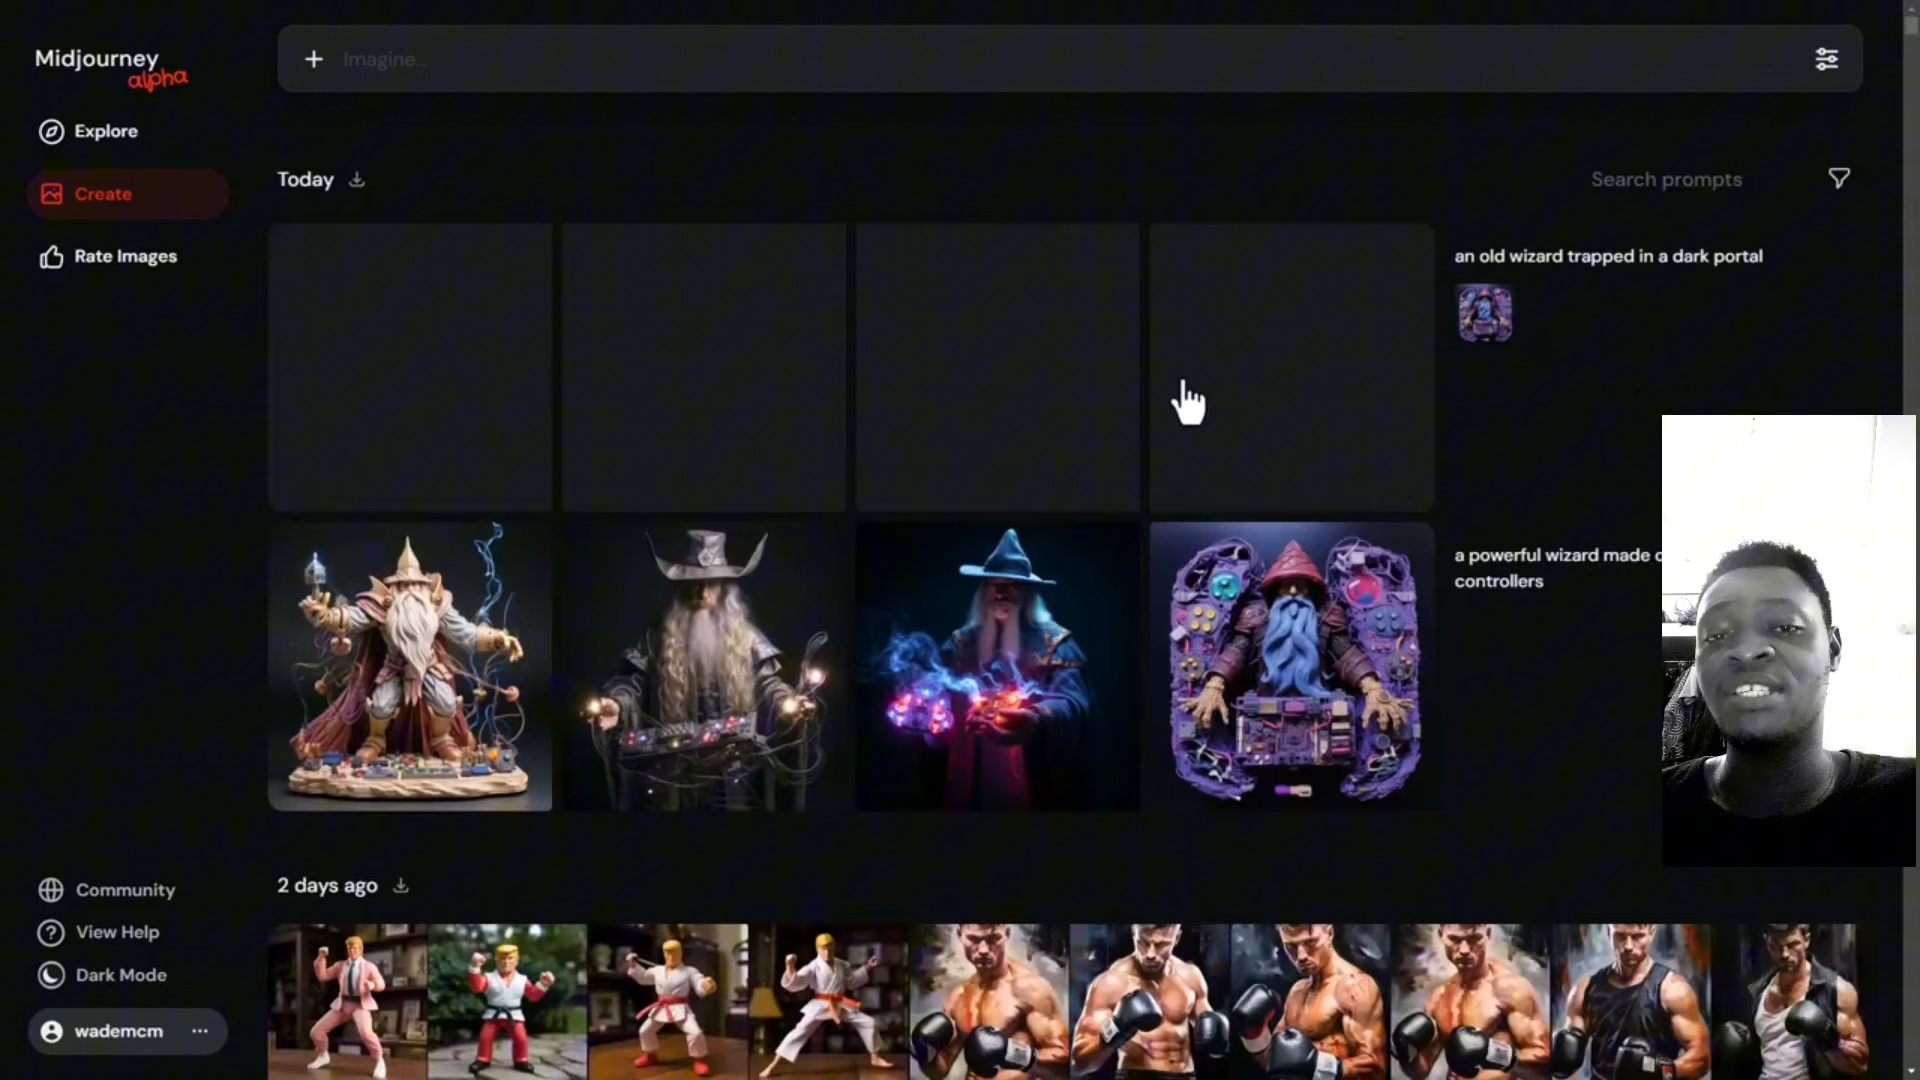 Midjourney
alpha
Imagine...
Explore
Create
Rate Images
Today
Search prompts
an old wizard trapped in a dark portal
a powerful wizard made
controllers
2 days ago
Community
View Help
Dark Mode
wademcm